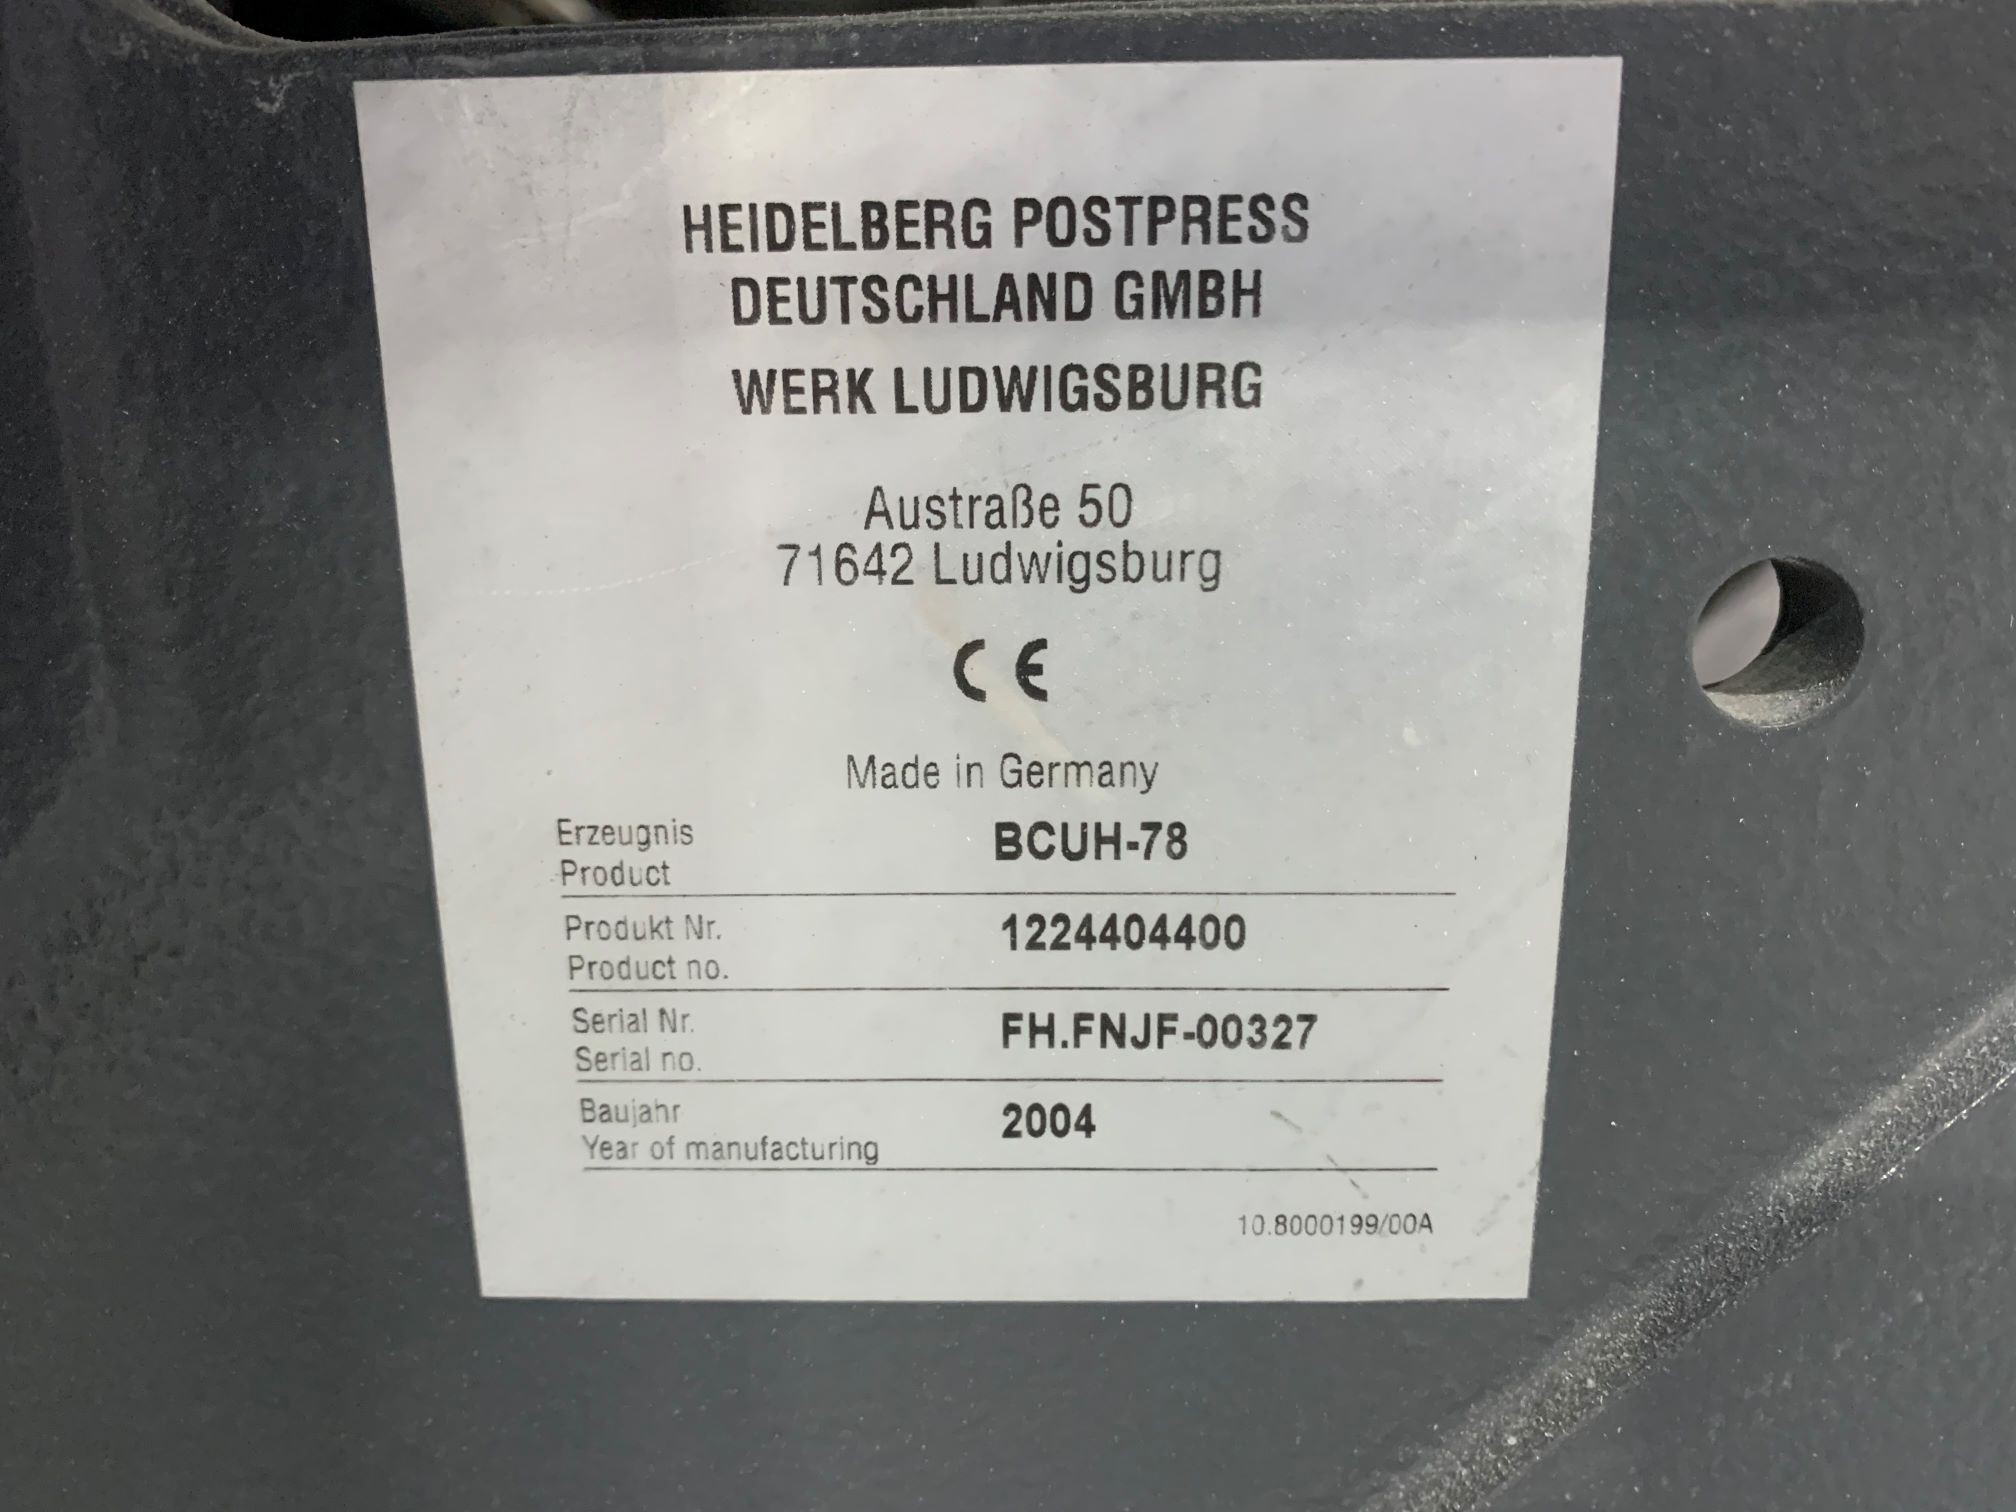 HEIDELBERG POSTPRESS
DEUTSCHLAND GMBH
WERK LUDWIGSBURG
Austraße 50
71642 Ludwigsburg
CE
Made in Germany
Erzeugnis BCUH-78
Product
Produkt Nr. 1224404400
Product no.
Serial Nr. FH.FNJF-00327
Serial no.
Baujahr 2004
Year of manufacturing
10.8000199/00A